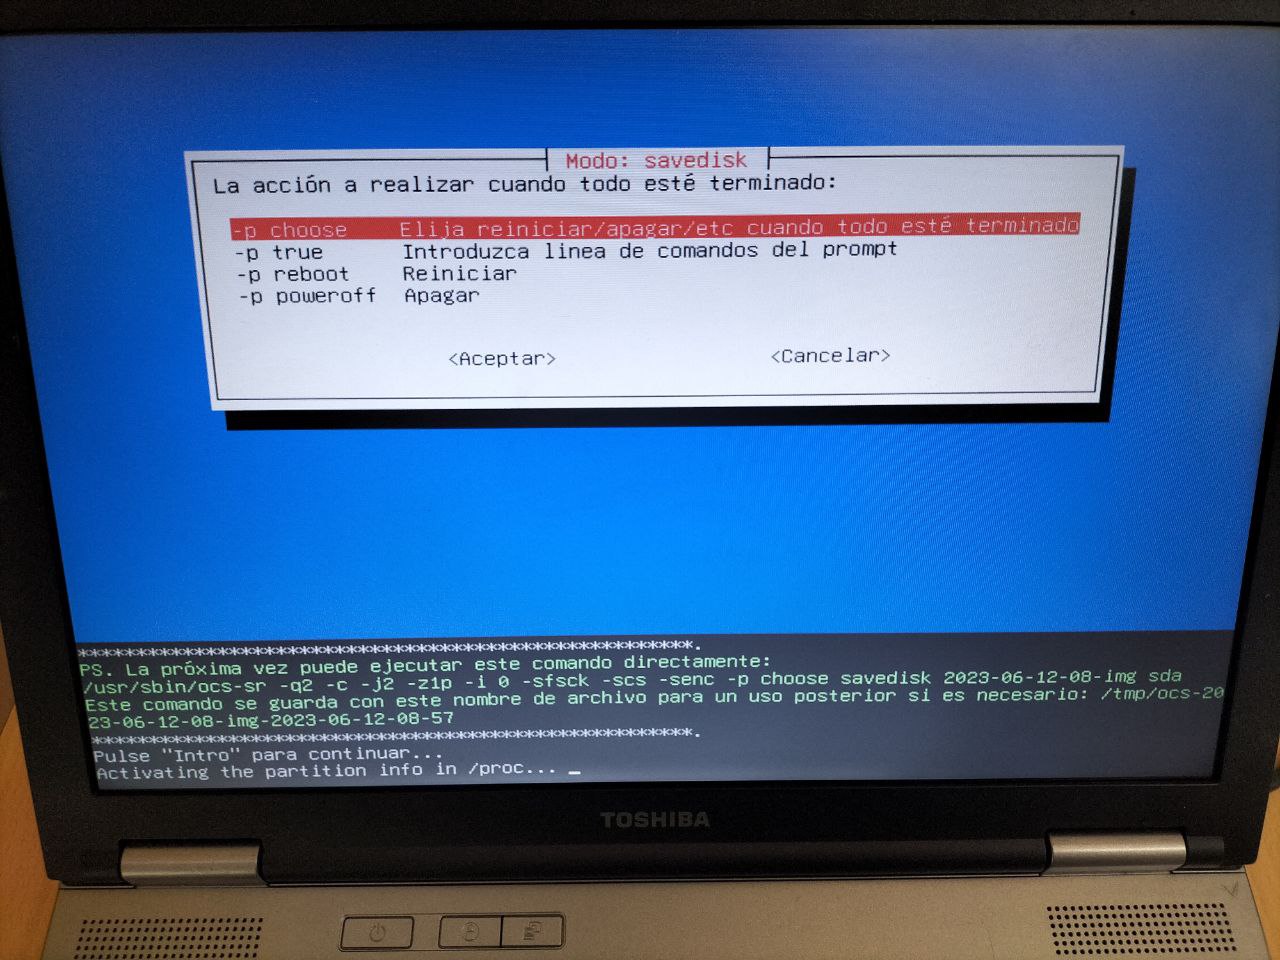 Modo: savedisk
La acción a realizar cuando todo esté terminado:
-p choose Elija reiniciar/apagar/etc cuando todo esté terminado
-p true Introduzca linea de comandos del prompt
-p reboot Reiniciar
-p poweroff Apagar
<Aceptar> <Cancelar>
*****************************************************************.
PS. La próxima vez puede ejecutar este comando directamente:
/usr/sbin/ocs-sr -q2 -c -j2 -z1p -i 0 -sfsck -scs -senc -p choose savedisk 2023-06-12-08-img sda
Este comando se guarda con este nombre de archivo para un uso posterior si es necesario: /tmp/ocs-20
23-06-12-08-img-2023-06-12-08-57
*****************************************************************.
Pulse "Intro" para continuar...
Activating the partition info in /proc... _
TOSHIBA